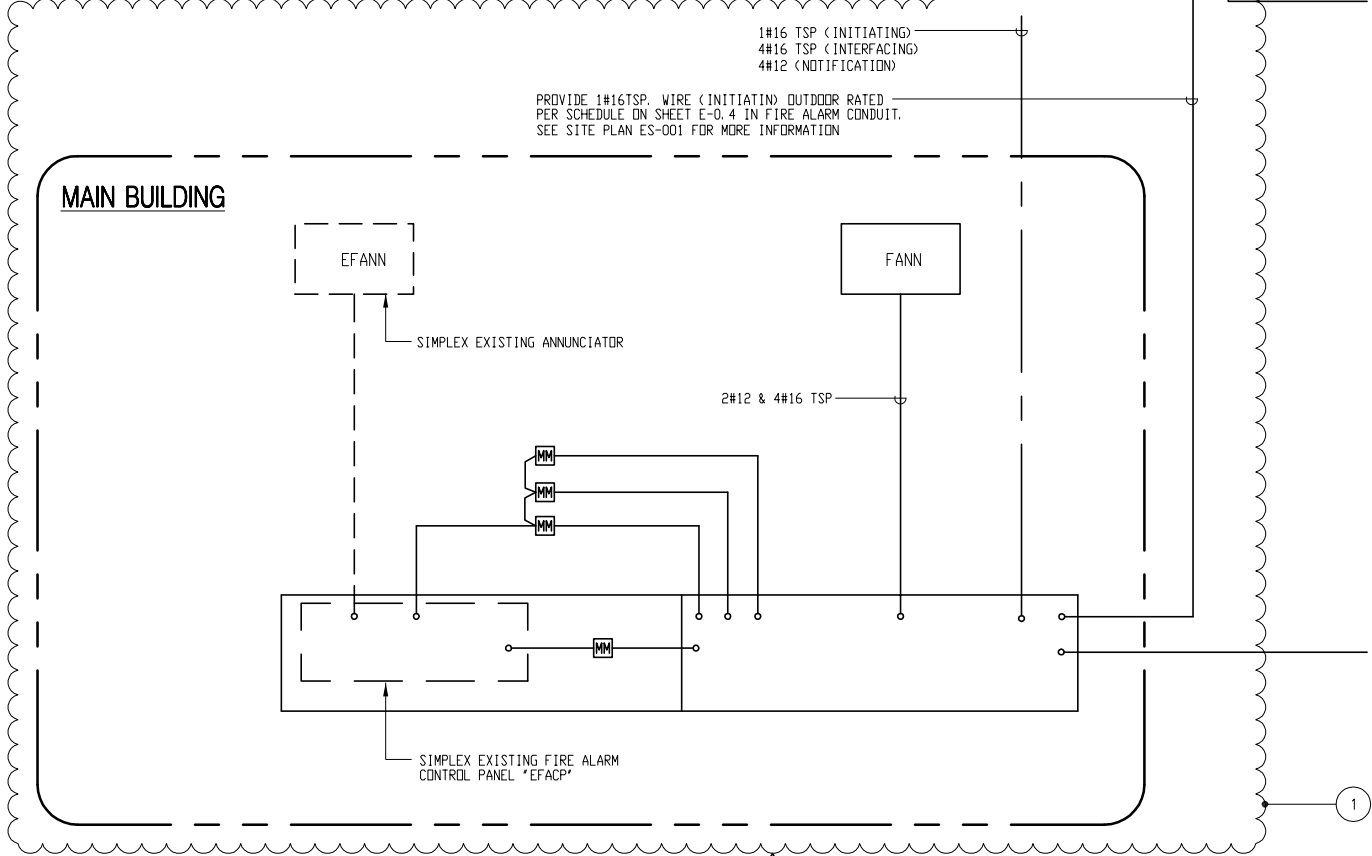 1#16 TSP (INITIATING)
4#16 TSP (INTERFACING)
4#12 (NOTIFICATION)
PROVIDE 1#16TSP. WIRE (INITIATIN) OUTDOOR RATED
PER SCHEDULE ON SHEET E-0.4 IN FIRE ALARM CONDUIT.
SEE SITE PLAN ES-001 FOR MORE INFORMATION
MAIN BUILDING
EFANN
FANN
SIMPLEX EXISTING ANNUNCIATOR
2#12 & 4#16 TSP
MM
MM
MM
MM
SIMPLEX EXISTING FIRE ALARM
CONTROL PANEL "EFACP"
1